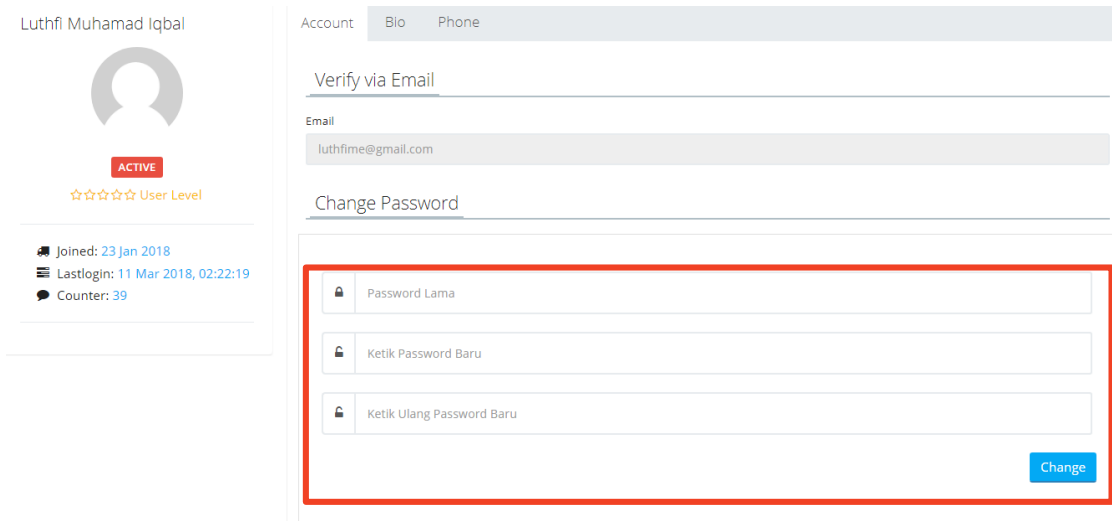 Luthfi Muhamad Iqbal
ACTIVE
User Level
Joined: 23 Jan 2018
Lastlogin: 11 Mar 2018, 02:22:19
Counter: 39
Account Bio Phone
Verify via Email
Email
luthfime@gmail.com
Change Password
Password Lama
Ketik Password Baru
Ketik Ulang Password Baru
Change